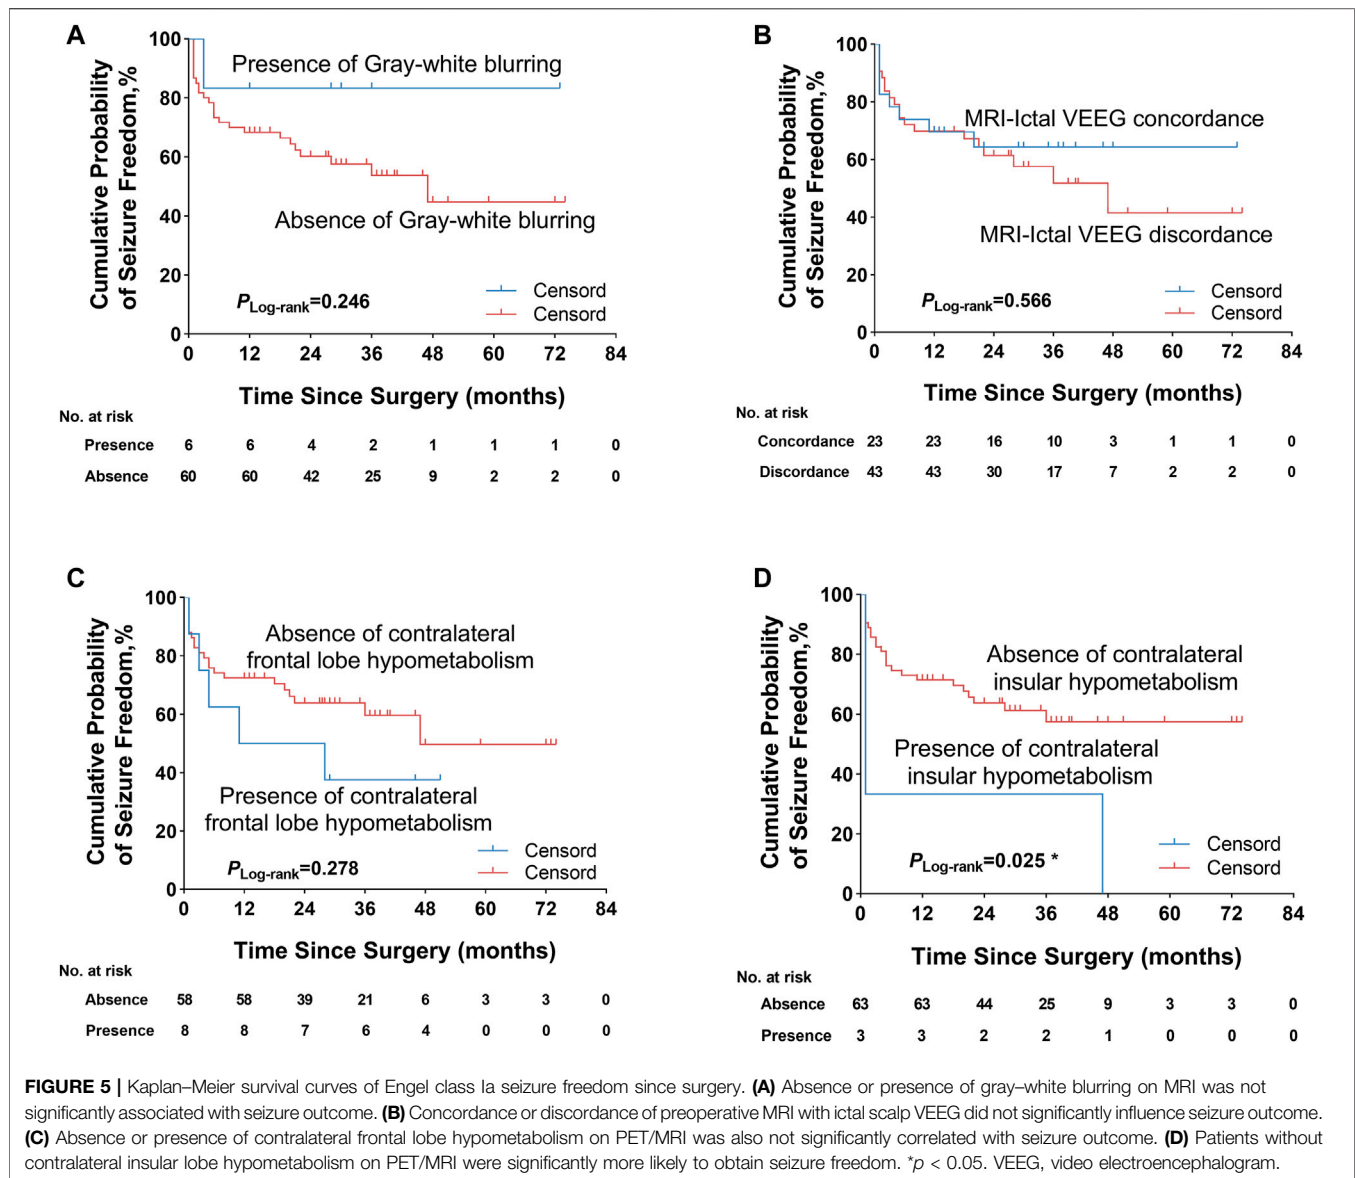 A
Cumulative Probability
of Seizure Freedom,%
100
80
60
40
20
0
Presence of Gray-white blurring
Absence of Gray-white blurring
PLog-rank=0.246
Censord
Censord
0 12 24 36 48 60 72 84
Time Since Surgery (months)
No. at risk
Presence 6 6 4 2 1 1 1 0
Absence 60 60 42 25 9 2 2 0
B
Cumulative Probability
of Seizure Freedom,%
100
80
60
40
20
0
MRI-Ictal VEEG concordance
MRI-Ictal VEEG discordance
PLog-rank=0.566
Censord
Censord
0 12 24 36 48 60 72 84
Time Since Surgery (months)
No. at risk
Concordance 23 23 16 10 3 1 1 0
Discordance 43 43 30 17 7 2 2 0
C
Cumulative Probability
of Seizure Freedom,%
100
80
60
40
20
0
Absence of contralateral
frontal lobe hypometabolism
Presence of contralateral
frontal lobe hypometabolism
PLog-rank=0.278
Censord
Censord
0 12 24 36 48 60 72 84
Time Since Surgery (months)
No. at risk
Absence 58 58 39 21 6 3 3 0
Presence 8 8 7 6 4 0 0 0
D
Cumulative Probability
of Seizure Freedom,%
100
80
60
40
20
0
Absence of contralateral
insular hypometabolism
Presence of contralateral
insular hypometabolism
PLog-rank=0.025 *
Censord
Censord
0 12 24 36 48 60 72 84
Time Since Surgery (months)
No. at risk
Absence 63 63 44 25 9 3 3 0
Presence 3 3 2 2 1 0 0 0
FIGURE 5 | Kaplan–Meier survival curves of Engel class Ia seizure freedom since surgery. (A) Absence or presence of gray–white blurring on MRI was not
significantly associated with seizure outcome. (B) Concordance or discordance of preoperative MRI with ictal scalp VEEG did not significantly influence seizure outcome.
(C) Absence or presence of contralateral frontal lobe hypometabolism on PET/MRI was also not significantly correlated with seizure outcome. (D) Patients without
contralateral insular lobe hypometabolism on PET/MRI were significantly more likely to obtain seizure freedom. *p < 0.05. VEEG, video electroencephalogram.